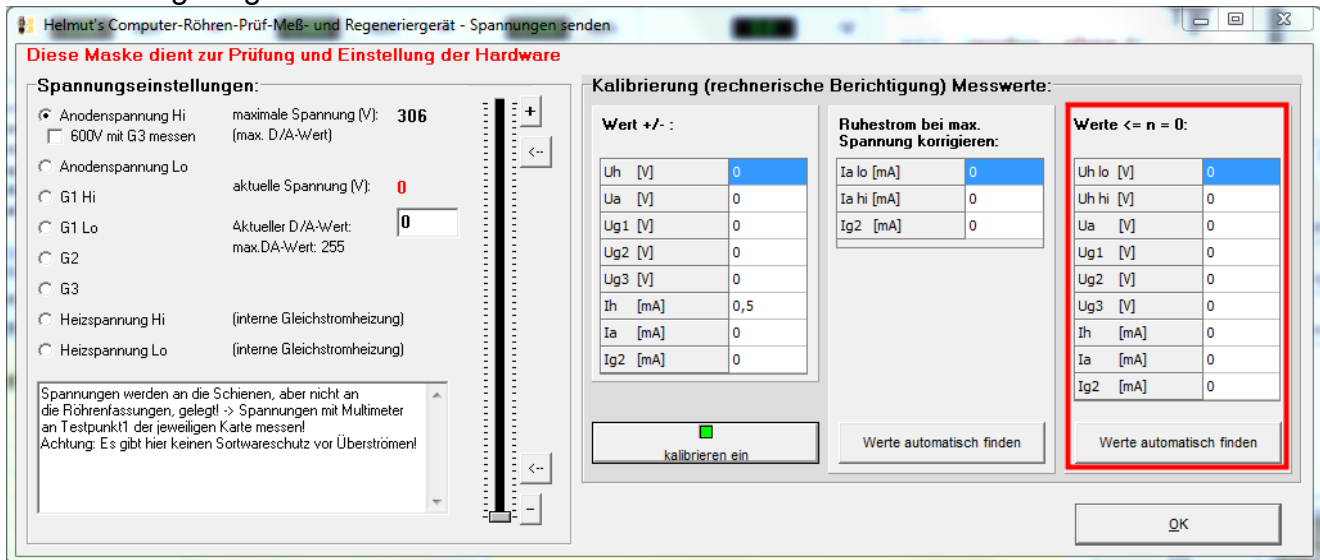 Helmut's Computer-Röhren-Prüf-Meß- und Regeneriergerät - Spannungen senden
Diese Maske dient zur Prüfung und Einstellung der Hardware
Spannungseinstellungen:
Anodenspannung Hi
600V mit G3 messen
Anodenspannung Lo
G1 Hi
G1 Lo
G2
G3
Heizspannung Hi
Heizspannung Lo
maximale Spannung (V): 306
(max. D/A-Wert)
aktuelle Spannung (V): 0
Aktueller D/A-Wert: 0
max.DA-Wert: 255
(interne Gleichstromheizung)
(interne Gleichstromheizung)
Spannungen werden an die Schienen, aber nicht an
die Röhrenfassungen, gelegt! -> Spannungen mit Multimeter
an Testpunkt1 der jeweiligen Karte messen!
Achtung: Es gibt hier keinen Sortwareschutz vor Überströmen!
+
<--
<--
-
Kalibrierung (rechnerische Berichtigung) Messwerte:
Wert +/- :
Uh [V] 0
Ua [V] 0
Ug1 [V] 0
Ug2 [V] 0
Ug3 [V] 0
Ih [mA] 0,5
Ia [mA] 0
Ig2 [mA] 0
kalibrieren ein
Ruhestrom bei max.
Spannung korrigieren:
Ia lo [mA] 0
Ia hi [mA] 0
Ig2 [mA] 0
Werte automatisch finden
Werte <= n = 0:
Uh lo [V] 0
Uh hi [V] 0
Ua [V] 0
Ug1 [V] 0
Ug2 [V] 0
Ug3 [V] 0
Ih [mA] 0
Ia [mA] 0
Ig2 [mA] 0
Werte automatisch finden
OK